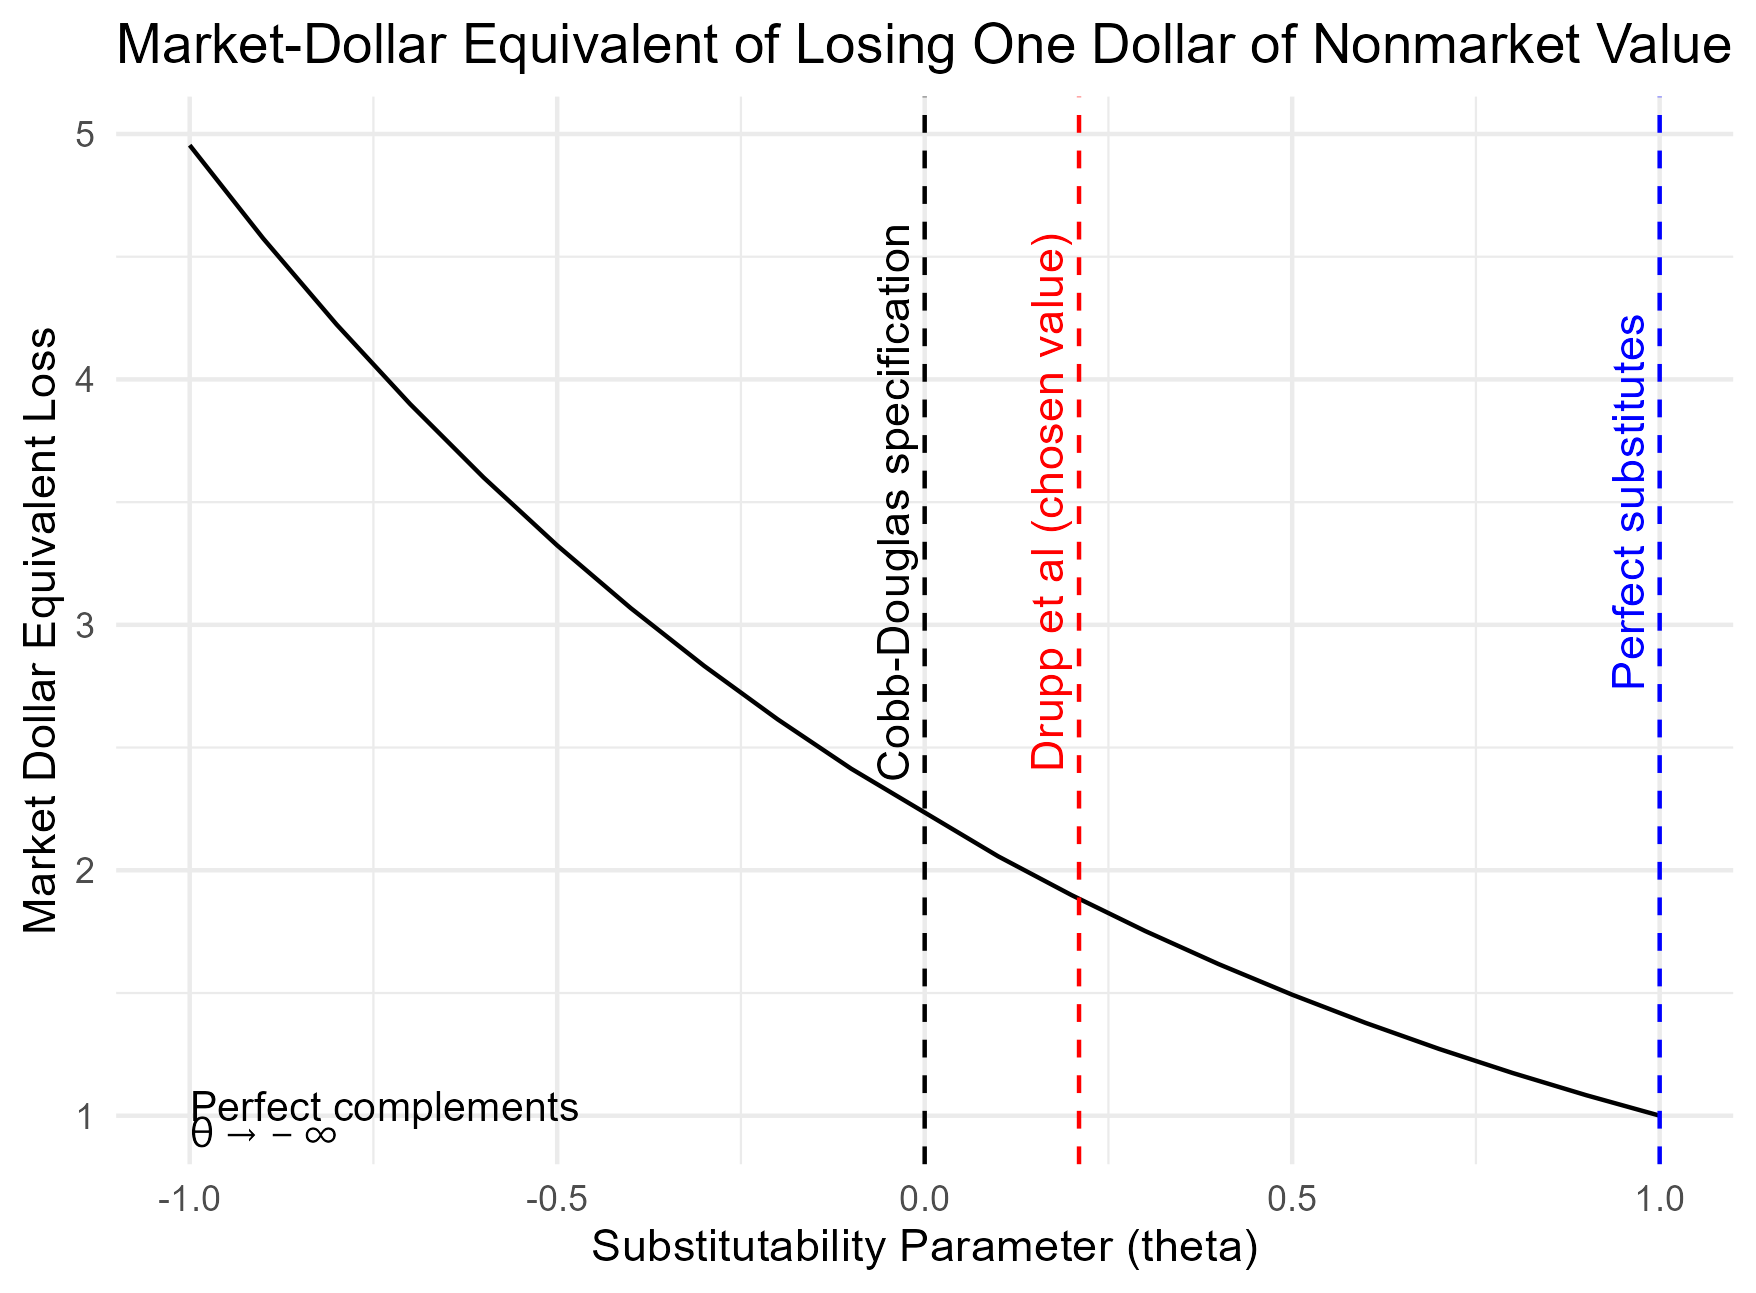 Market-Dollar Equivalent of Losing One Dollar of Nonmarket Value
Market Dollar Equivalent Loss
5
4
3
2
1
Cobb-Douglas specification
Drupp et al (chosen value)
Perfect substitutes
Perfect complements
θ → − ∞
-1.0
-0.5
0.0
0.5
1.0
Substitutability Parameter (theta)